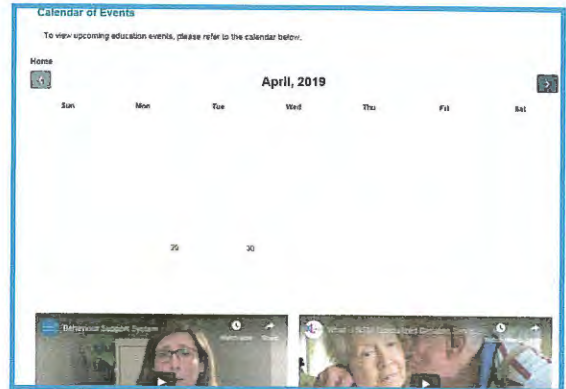 Calendar of Events
To view upcoming education events, please refer to the calendar below.
Home
April, 2019
Sun Mon Tue Wed Thu Fri Sat
30
Behaviour Support System
Watch later Share
What